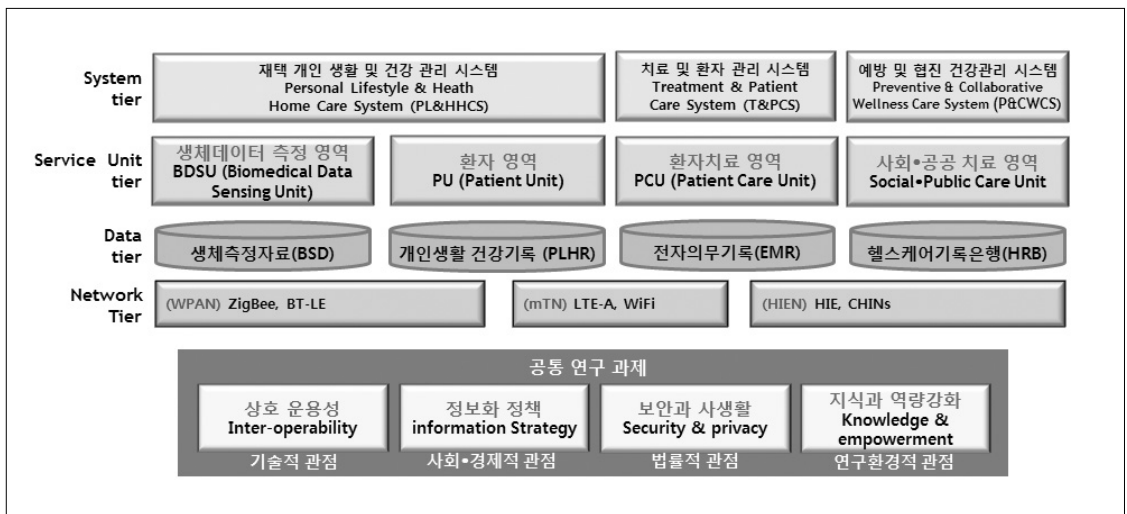 System
tier
재택 개인 생활 및 건강 관리 시스템
Personal Lifestyle & Heath
Home Care System (PL&HHCS)
치료 및 환자 관리 시스템
Treatment & Patient
Care System (T&PCS)
예방 및 협진 건강관리 시스템
Preventive & Collaborative
Wellness Care System (P&CWCS)
Service Unit
tier
생체데이터 측정 영역
BDSU (Biomedical Data
Sensing Unit)
환자 영역
PU (Patient Unit)
환자치료 영역
PCU (Patient Care Unit)
사회•공공 치료 영역
Social•Public Care Unit
Data
tier
생체측정자료(BSD)
개인생활 건강기록 (PLHR)
전자의무기록(EMR)
헬스케어기록은행(HRB)
Network
Tier
(WPAN) ZigBee, BT-LE
(mTN) LTE-A, WiFi
(HIEN) HIE, CHINs
공통 연구 과제
상호 운용성
Inter-operability
기술적 관점
정보화 정책
information Strategy
사회•경제적 관점
보안과 사생활
Security & privacy
법률적 관점
지식과 역량강화
Knowledge &
empowerment
연구환경적 관점